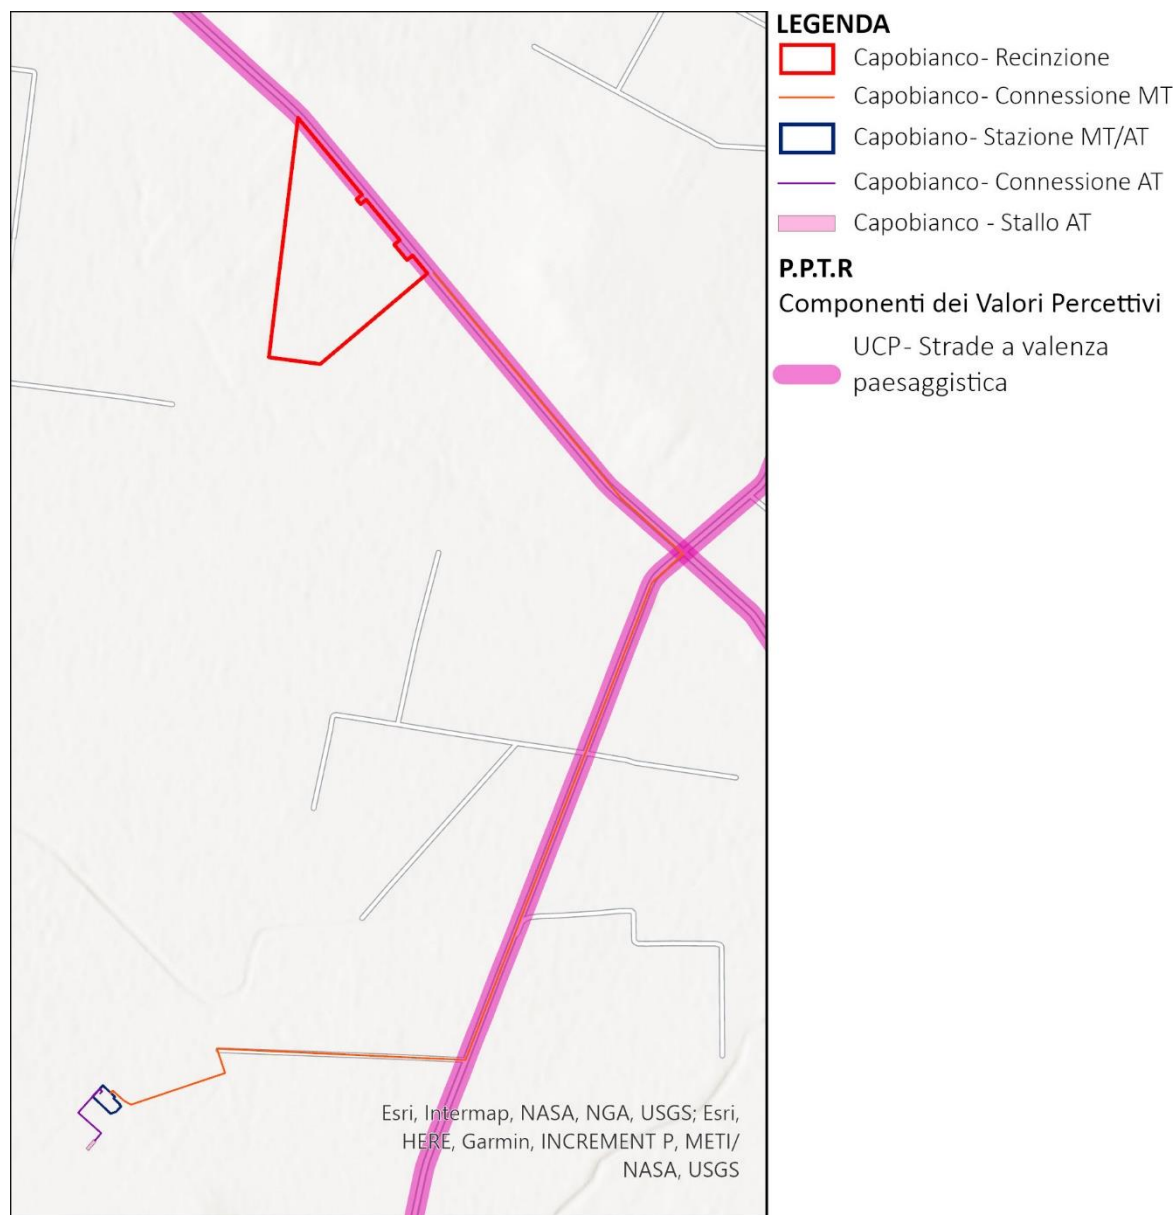 LEGENDA
Capobianco- Recinzione
Capobianco- Connessione MT
Capobiano- Stazione MT/AT
Capobianco- Connessione AT
Capobianco - Stallo AT
P.P.T.R
Componenti dei Valori Percettivi
UCP- Strade a valenza
paesaggistica
Esri, Intermap, NASA, NGA, USGS; Esri,
HERE, Garmin, INCREMENT P, METI/
NASA, USGS